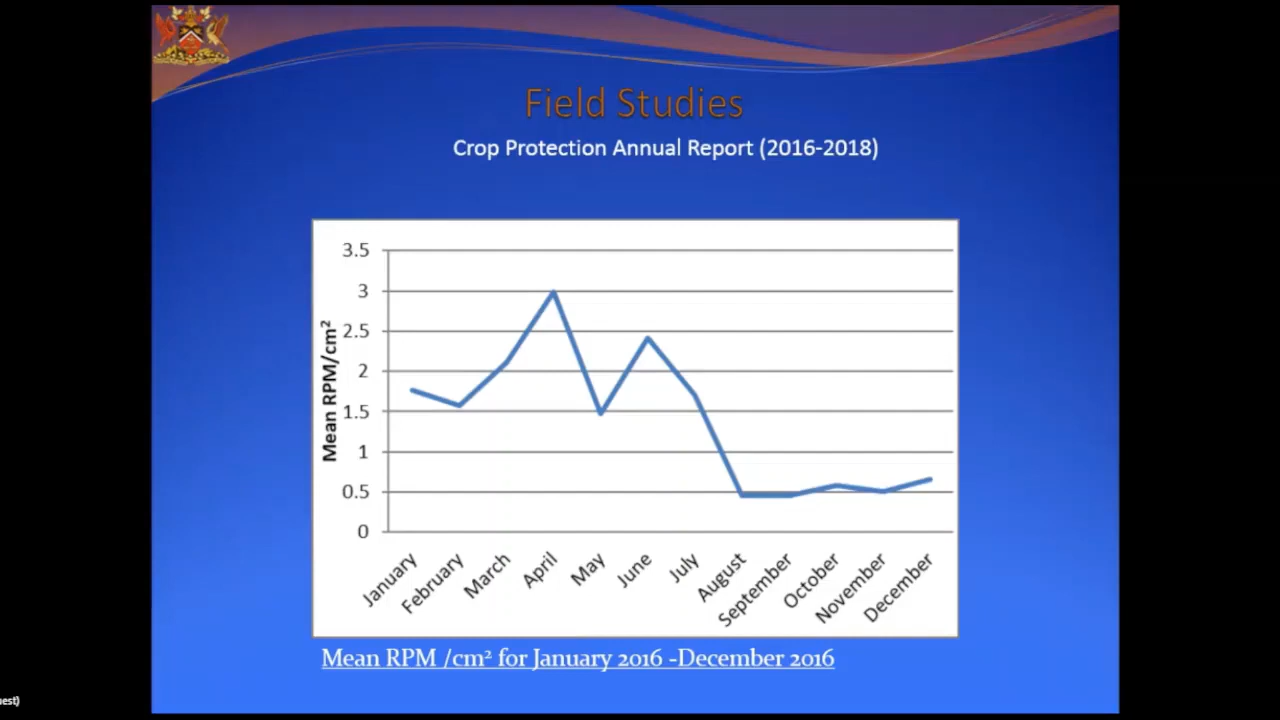 Field Studies
Crop Protection Annual Report (2016-2018)
3.5
3
2.5
2
1.5
1
0.5
0
Mean RPM/cm²
January
February
March
April
May
June
July
August
September
October
November
December
Mean RPM /cm² for January 2016 -December 2016